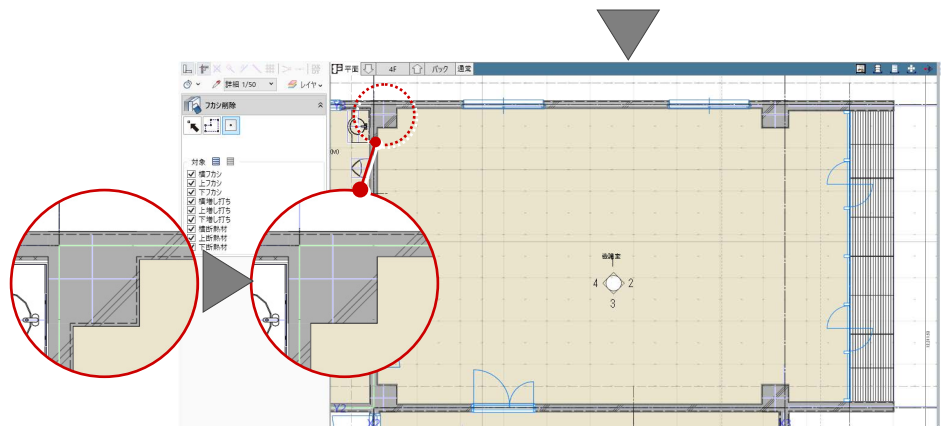 平面 4F バック 通常
詳細 1/50 レイヤ
フカシ削除
対象
横フカシ
上フカシ
下フカシ
横増し打ち
上増し打ち
下増し打ち
横断熱材
上断熱材
下断熱材
(M)
会議室
4 2
3